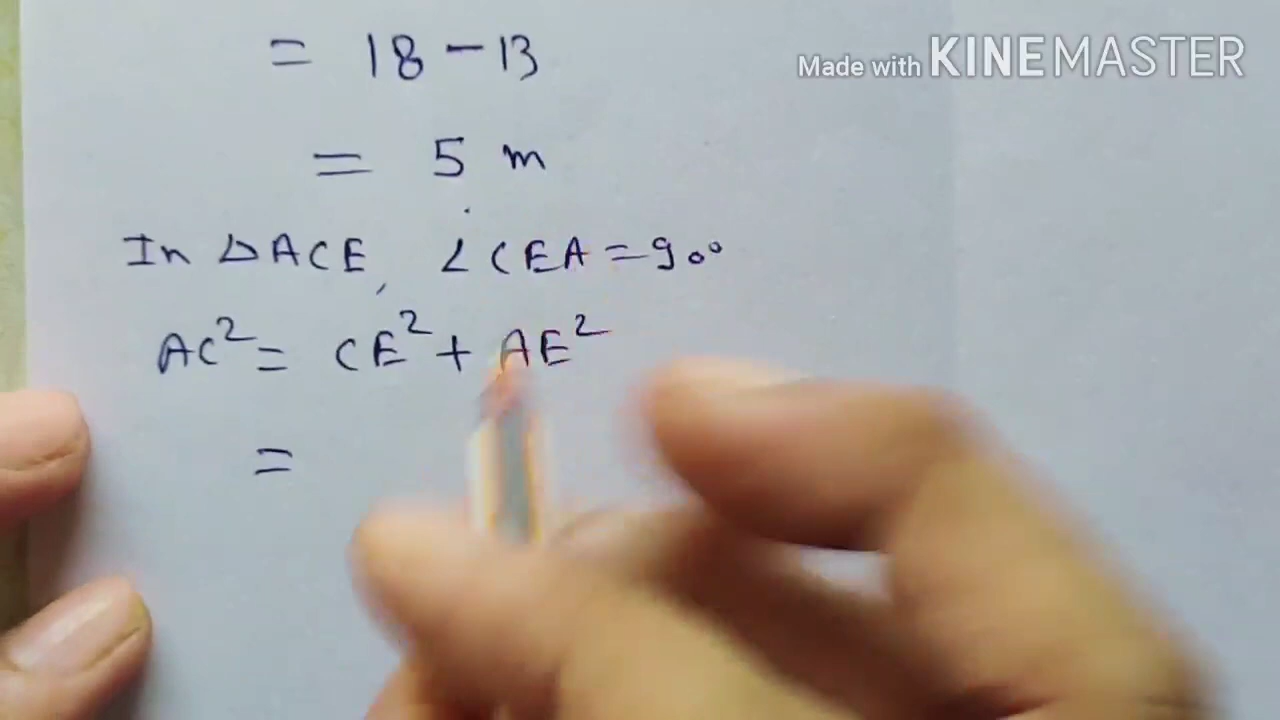 = 18 - 13
Made with KINEMASTER
= 5 m
In △ACE, ∠CEA = 90°
AC² = CE² + AE²
=